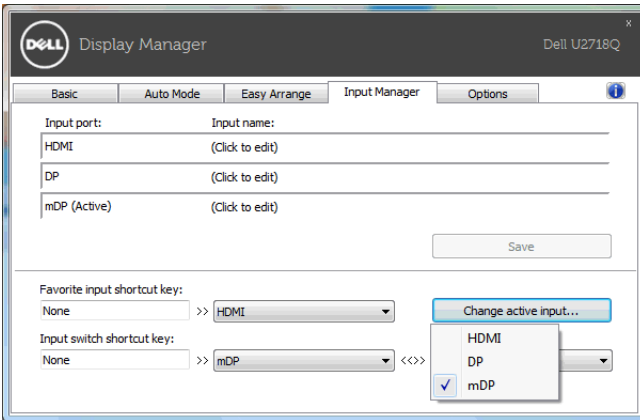 x
DELL Display Manager Dell U2718Q
Basic Auto Mode Easy Arrange Input Manager Options i
Input port: Input name:
HDMI (Click to edit)
DP (Click to edit)
mDP (Active) (Click to edit)
Save
Favorite input shortcut key:
None >> HDMI Change active input...
Input switch shortcut key:
None >> mDP <<>>
HDMI
DP
mDP